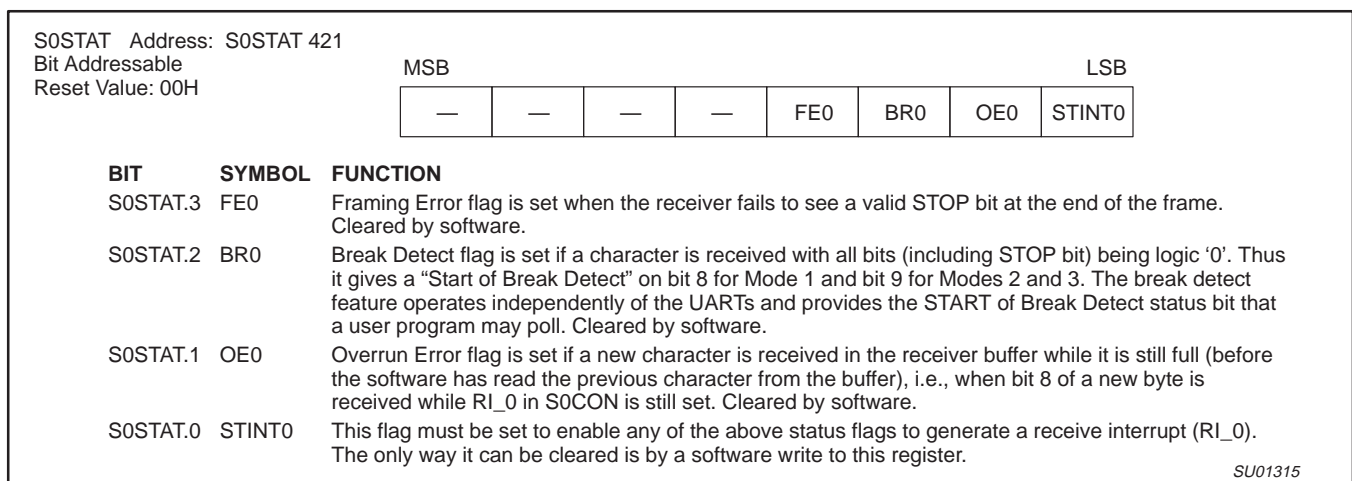 S0STAT Address: S0STAT 421
Bit Addressable
Reset Value: 00H
MSB LSB
— — — — FE0 BR0 OE0 STINT0
BIT SYMBOL FUNCTION
S0STAT.3 FE0 Framing Error flag is set when the receiver fails to see a valid STOP bit at the end of the frame.
Cleared by software.
S0STAT.2 BR0 Break Detect flag is set if a character is received with all bits (including STOP bit) being logic ‘0’. Thus
it gives a “Start of Break Detect” on bit 8 for Mode 1 and bit 9 for Modes 2 and 3. The break detect
feature operates independently of the UARTs and provides the START of Break Detect status bit that
a user program may poll. Cleared by software.
S0STAT.1 OE0 Overrun Error flag is set if a new character is received in the receiver buffer while it is still full (before
the software has read the previous character from the buffer), i.e., when bit 8 of a new byte is
received while RI_0 in S0CON is still set. Cleared by software.
S0STAT.0 STINT0 This flag must be set to enable any of the above status flags to generate a receive interrupt (RI_0).
The only way it can be cleared is by a software write to this register.
SU01315